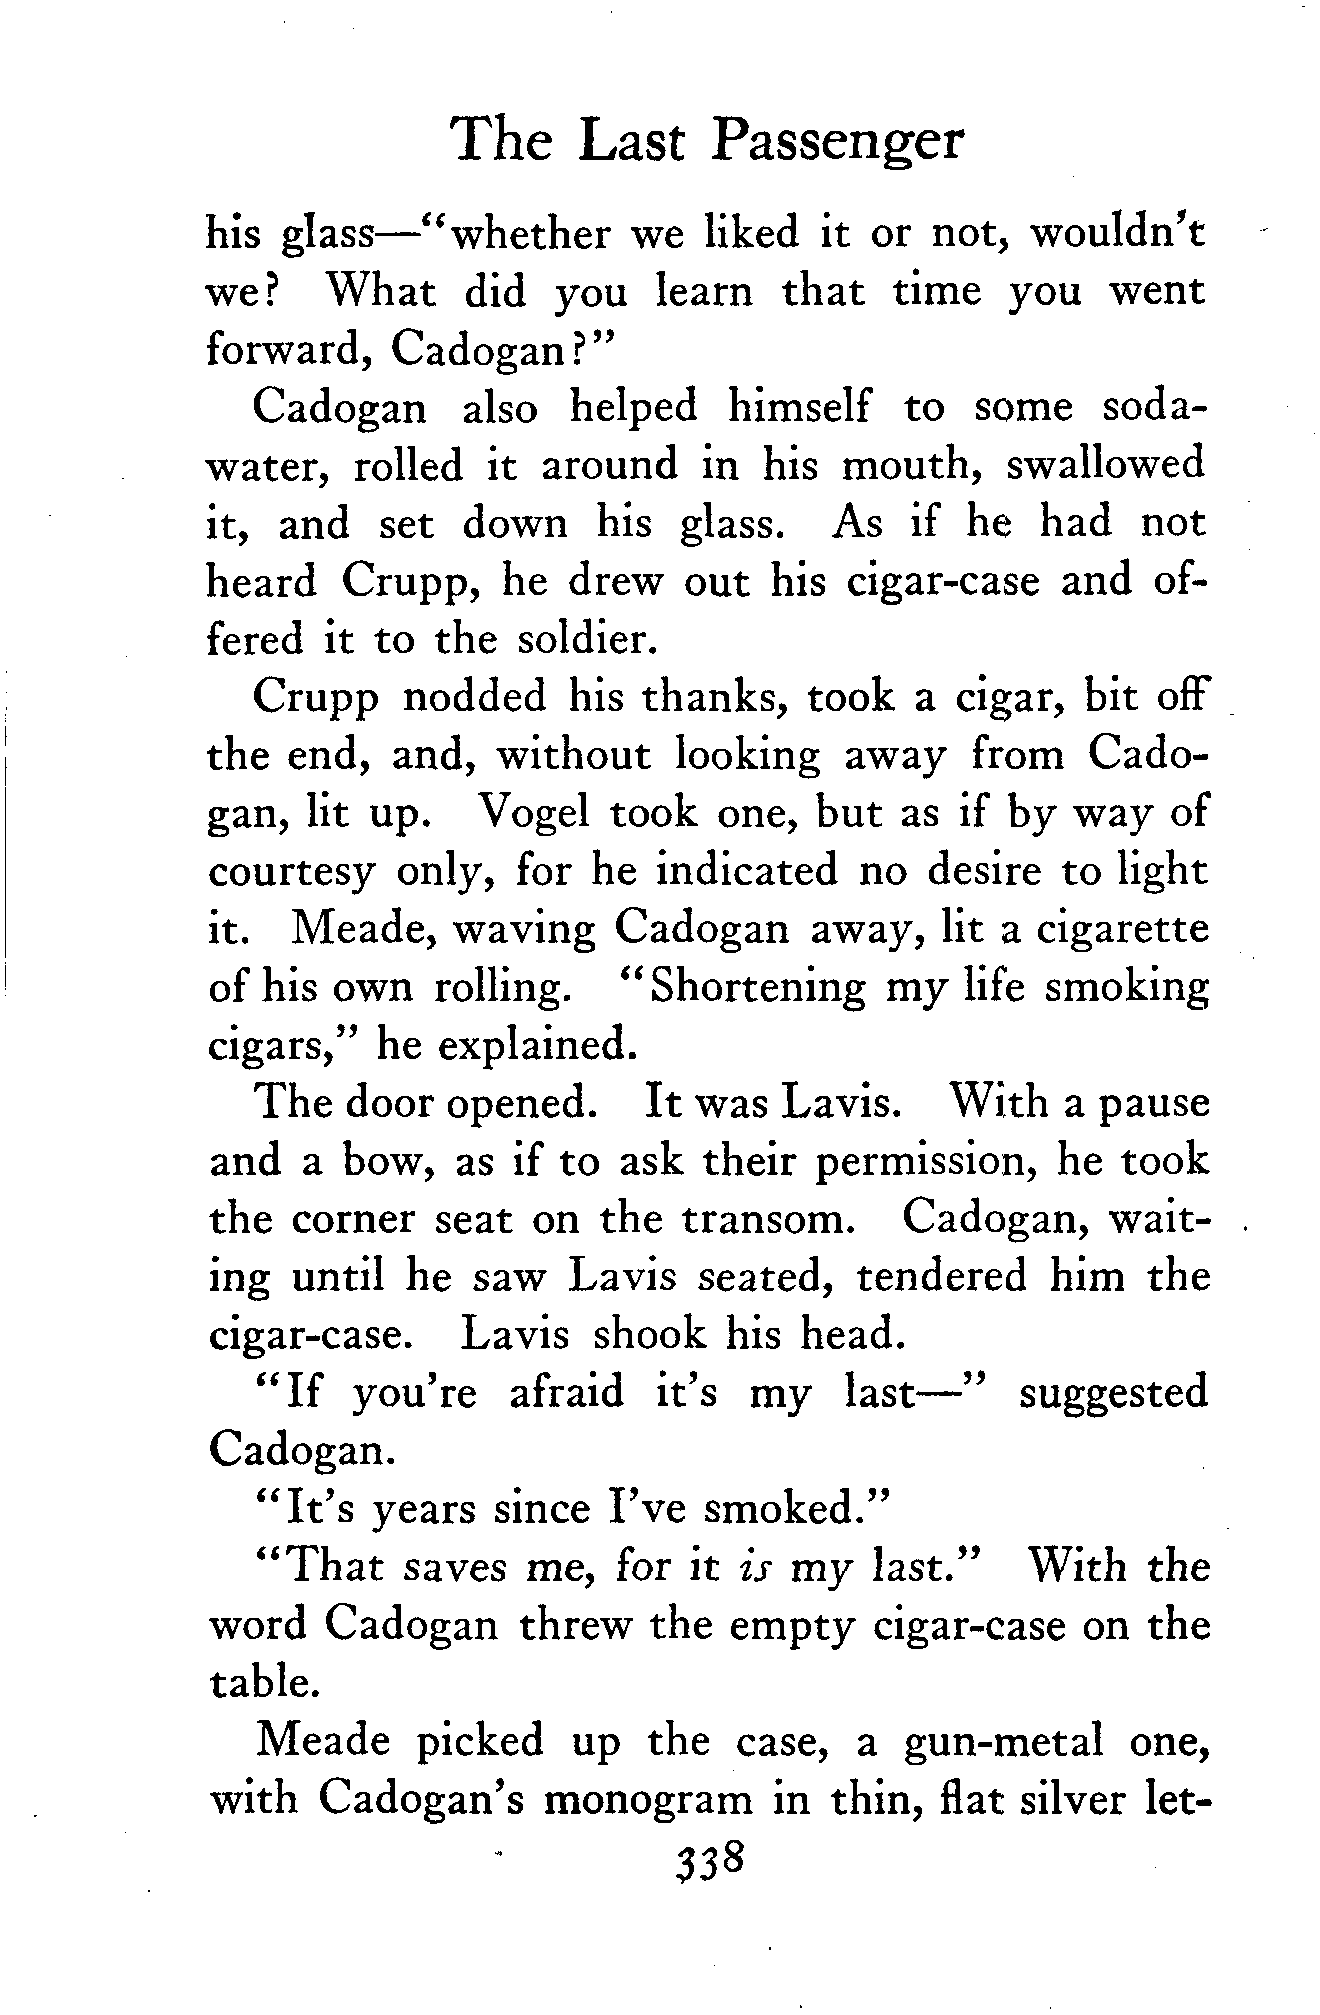 The Last Passenger
his glass—“whether we liked it or not, wouldn’t
we? What did you learn that time you went
forward, Cadogan?”
Cadogan also helped himself to some soda-
water, rolled it around in his mouth, swallowed
it, and set down his glass. As if he had not
heard Crupp, he drew out his cigar-case and of-
fered it to the soldier.
Crupp nodded his thanks, took a cigar, bit off
the end, and, without looking away from Cado-
gan, lit up. Vogel took one, but as if by way of
courtesy only, for he indicated no desire to light
it. Meade, waving Cadogan away, lit a cigarette
of his own rolling. “Shortening my life smoking
cigars,” he explained.
The door opened. It was Lavis. With a pause
and a bow, as if to ask their permission, he took
the corner seat on the transom. Cadogan, wait-
ing until he saw Lavis seated, tendered him the
cigar-case. Lavis shook his head.
“If you’re afraid it’s my last—” suggested
Cadogan.
“It’s years since I’ve smoked.”
“That saves me, for it is my last.” With the
word Cadogan threw the empty cigar-case on the
table.
Meade picked up the case, a gun-metal one,
with Cadogan’s monogram in thin, flat silver let-
338